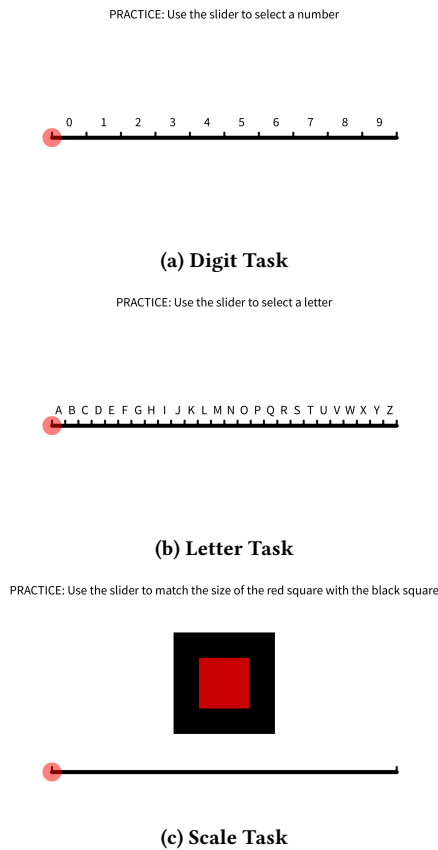 PRACTICE: Use the slider to select a number
0 1 2 3 4 5 6 7 8 9
(a) Digit Task
PRACTICE: Use the slider to select a letter
A B C D E F G H I J K L M N O P Q R S T U V W X Y Z
(b) Letter Task
PRACTICE: Use the slider to match the size of the red square with the black square
(c) Scale Task